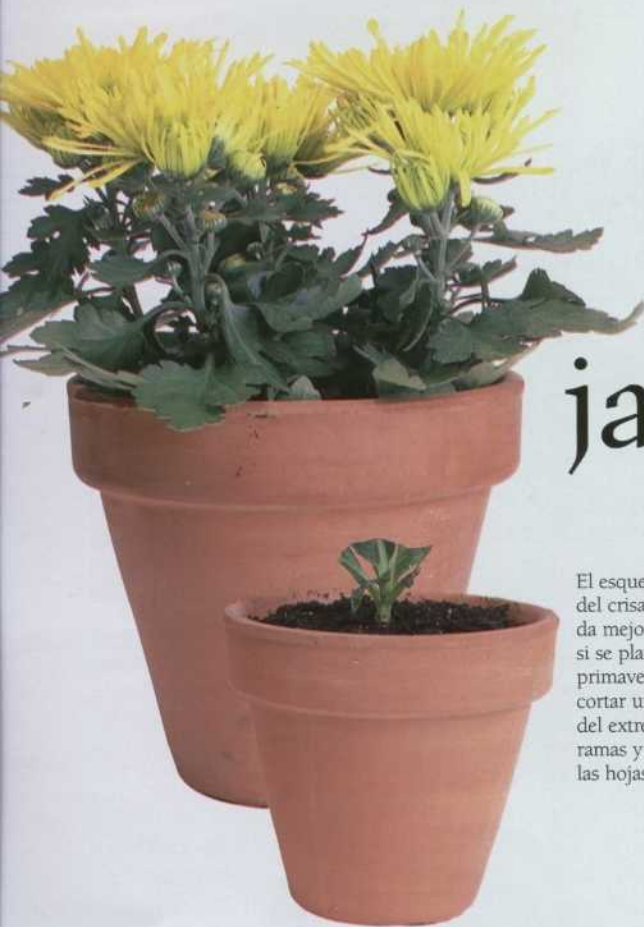 ja
El esque
del crisa
da mejo
si se pla
primave
cortar u
del extre
ramas y
las hojas